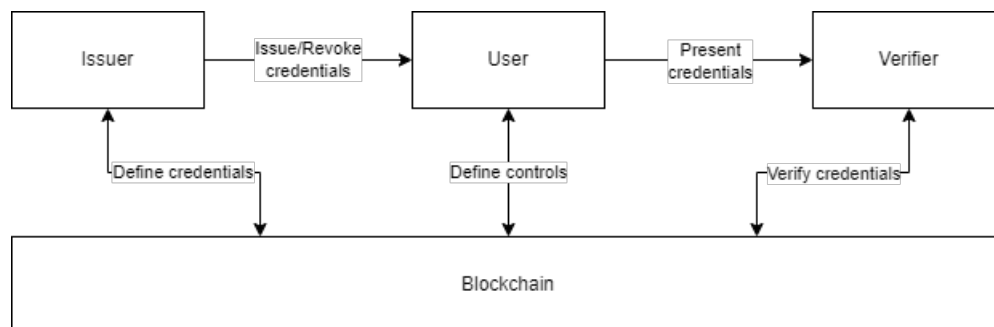 Issuer
Issue/Revoke
credentials
User
Present
credentials
Verifier
Define credentials
Define controls
Verify credentials
Blockchain